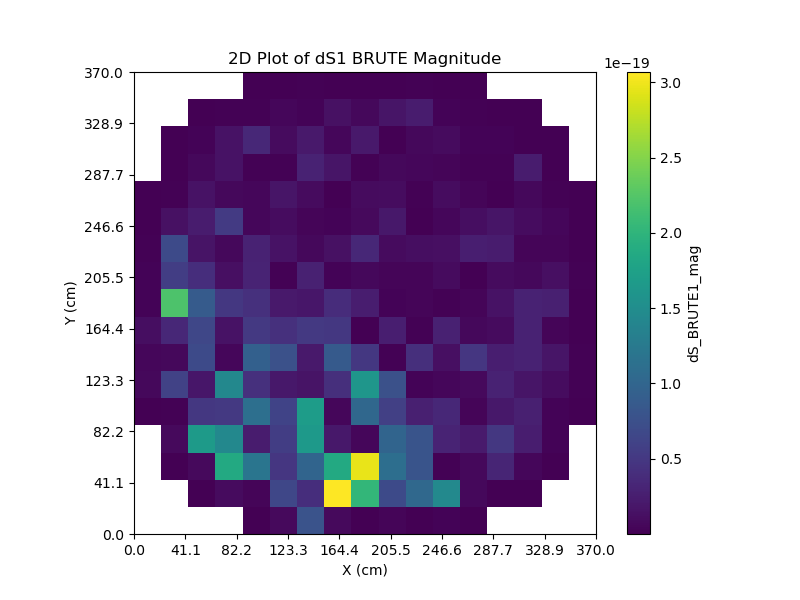 2D Plot of dS1 BRUTE Magnitude
1e−19
370.0
328.9
287.7
246.6
205.5
164.4
123.3
82.2
41.1
0.0
Y (cm)
0.0 41.1 82.2 123.3 164.4 205.5 246.6 287.7 328.9 370.0
X (cm)
3.0
2.5
2.0
1.5
1.0
0.5
dS_BRUTE1_mag